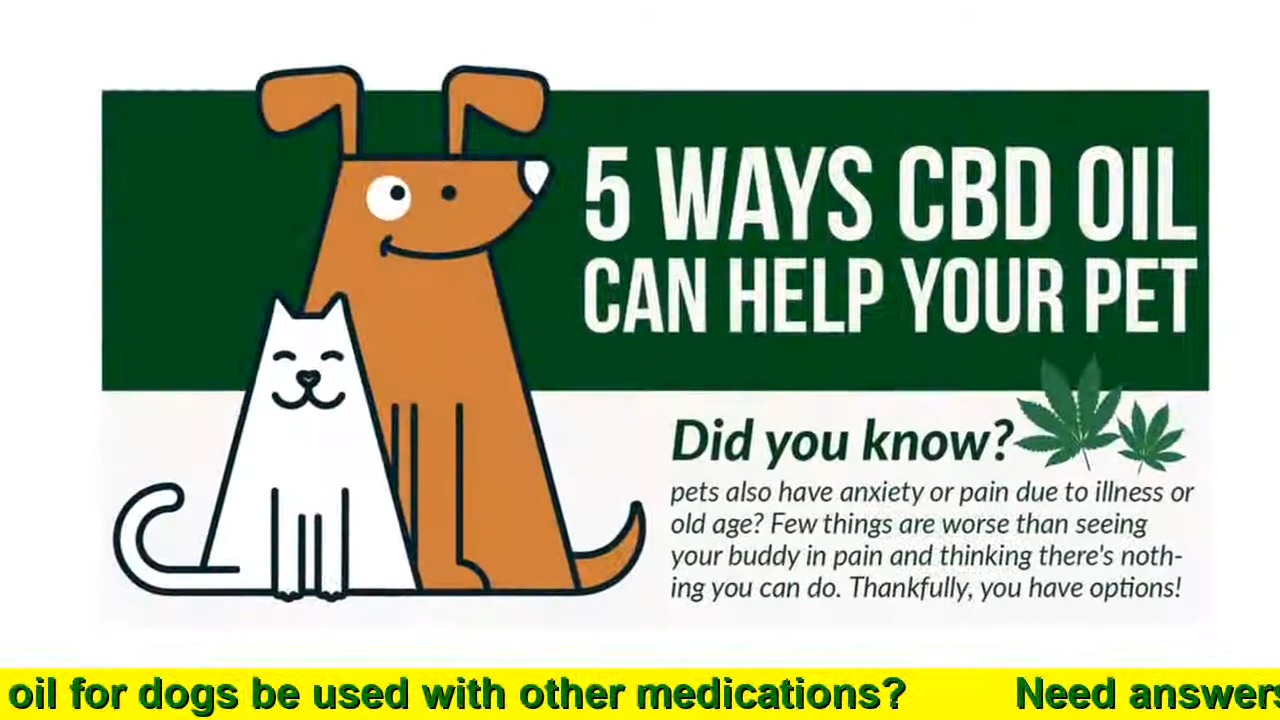 5 WAYS CBD OIL
CAN HELP YOUR PET
Did you know?
pets also have anxiety or pain due to illness or
old age? Few things are worse than seeing
your buddy in pain and thinking there's noth-
ing you can do. Thankfully, you have options!
oil for dogs be used with other medications? Need answers